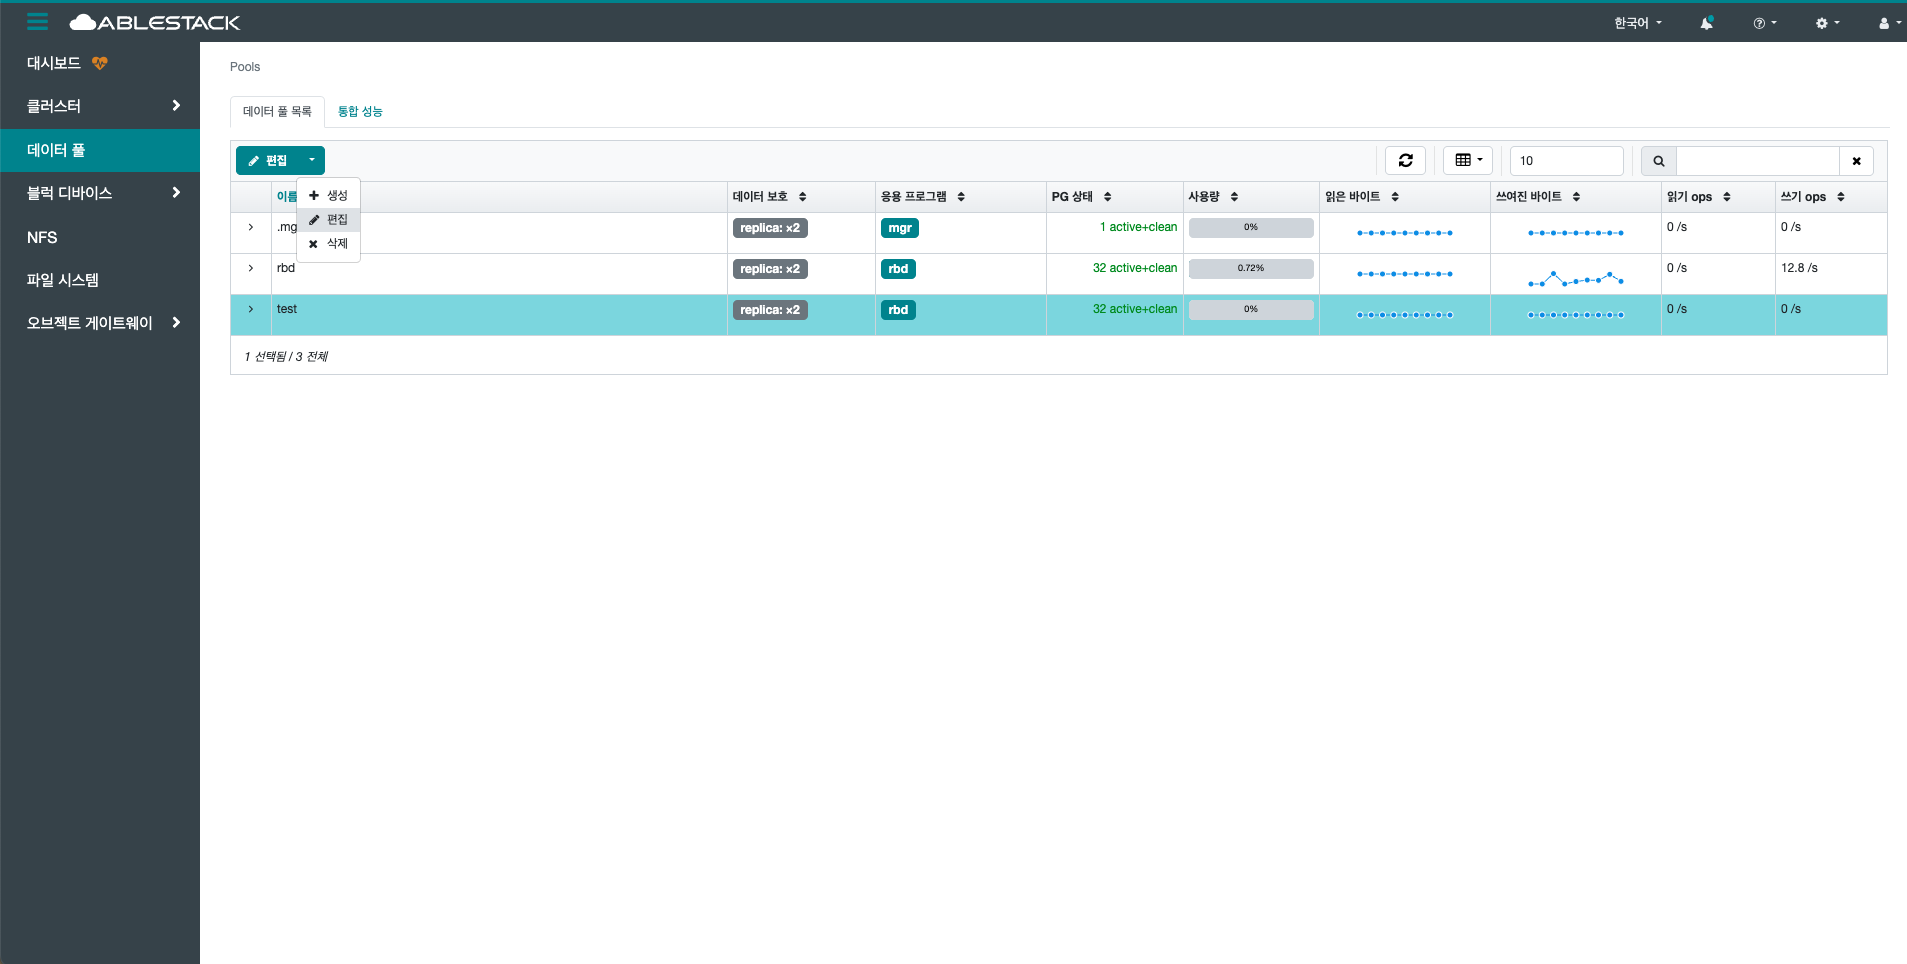 ABLESTACK
한국어
대시보드
클러스터
데이터 풀
블럭 디바이스
NFS
파일 시스템
오브젝트 게이트웨이
Pools
데이터 풀 목록
통합 성능
편집
10
생성
편집
삭제
이름
데이터 보호
응용 프로그램
PG 상태
사용량
읽은 바이트
쓰여진 바이트
읽기 ops
쓰기 ops
.mg
replica: ×2
mgr
1 active+clean
0%
0 /s
0 /s
rbd
replica: ×2
rbd
32 active+clean
0.72%
0 /s
12.8 /s
test
replica: ×2
rbd
32 active+clean
0%
0 /s
0 /s
1 선택됨 / 3 전체